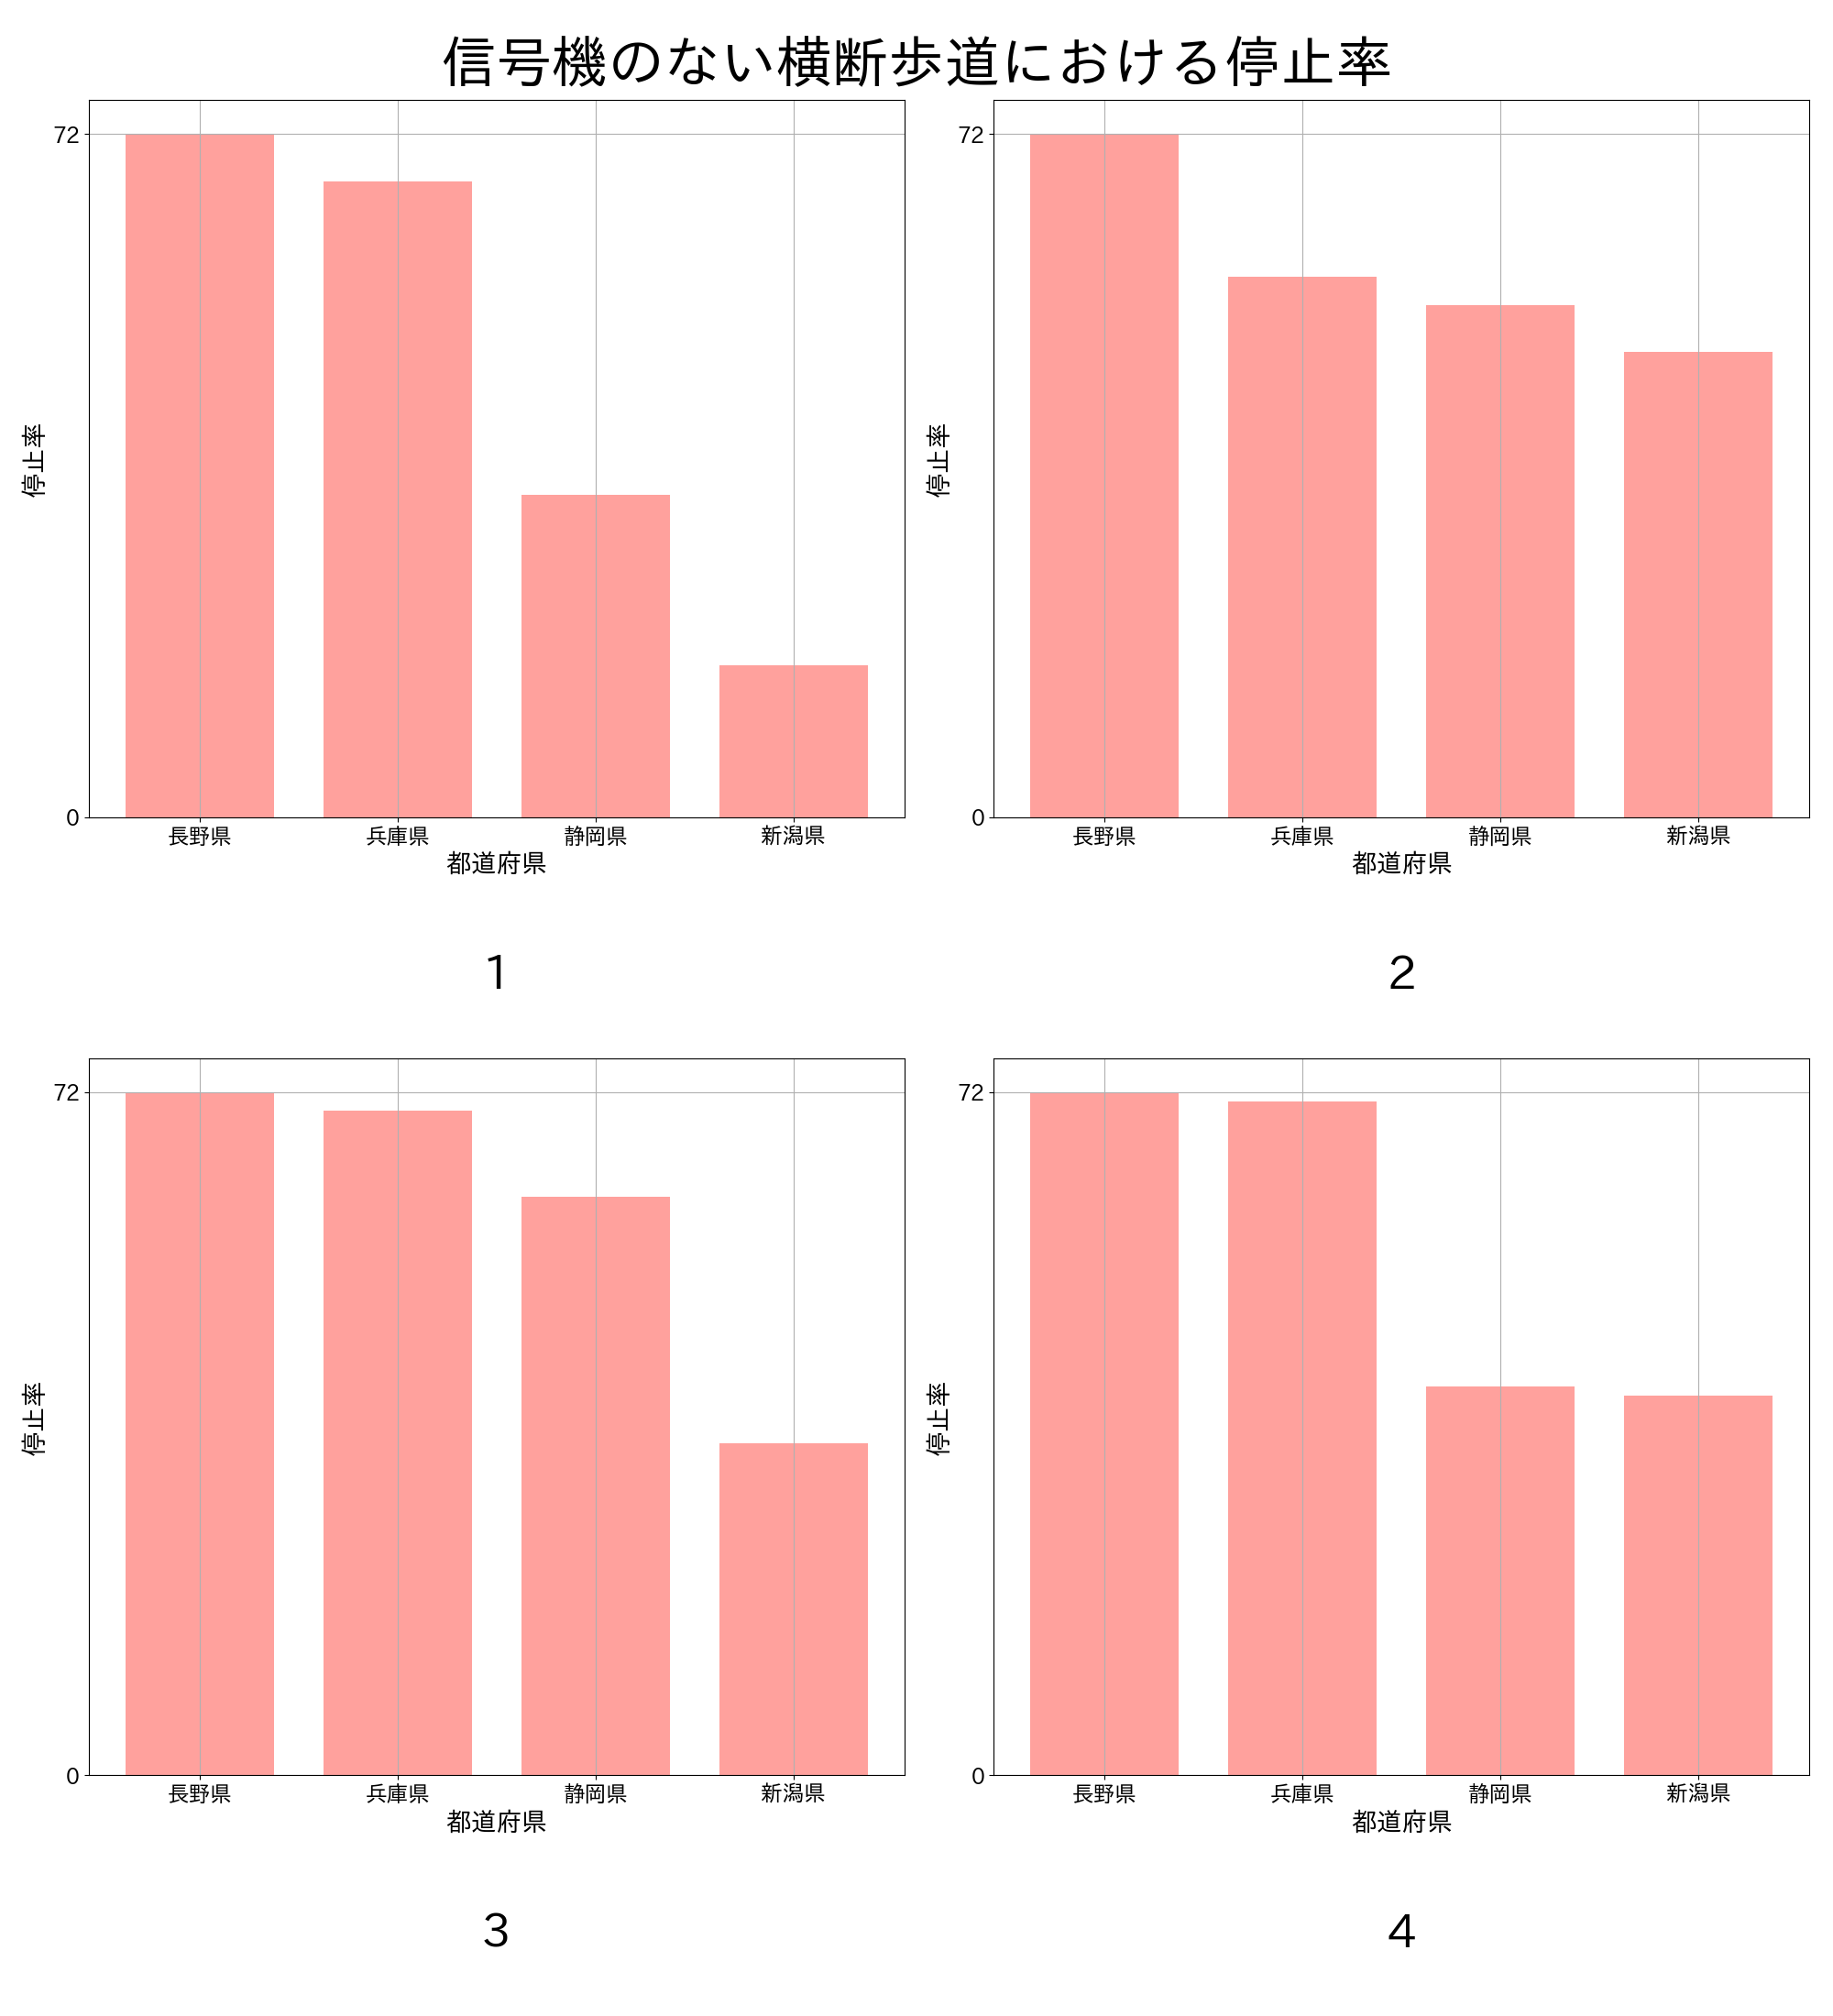 信号機のない横断歩道における停止率
72
0
停止率
長野県 兵庫県 静岡県 新潟県
都道府県
1
72
0
停止率
長野県 兵庫県 静岡県 新潟県
都道府県
2
72
0
停止率
長野県 兵庫県 静岡県 新潟県
都道府県
3
72
0
停止率
長野県 兵庫県 静岡県 新潟県
都道府県
4